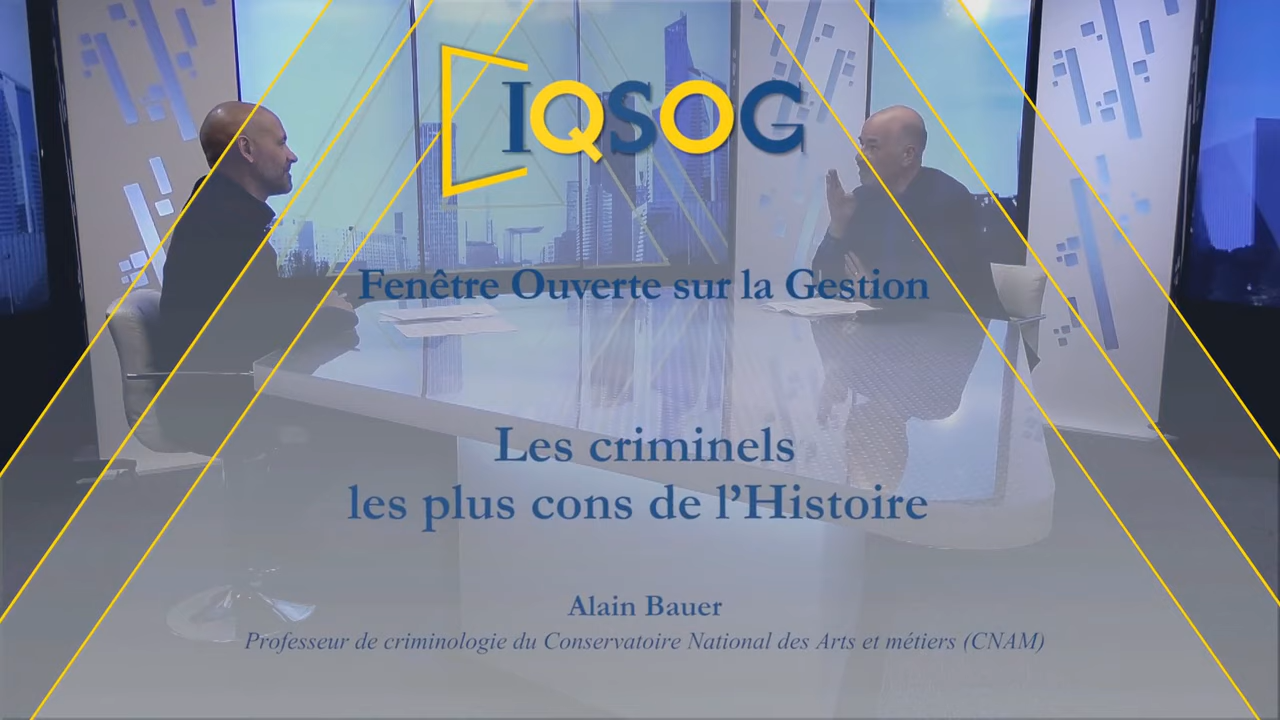 IQSOG
Fenêtre Ouverte sur la Gestion
Les criminels
les plus cons de l’Histoire
Alain Bauer
Professeur de criminologie du Conservatoire National des Arts et métiers (CNAM)